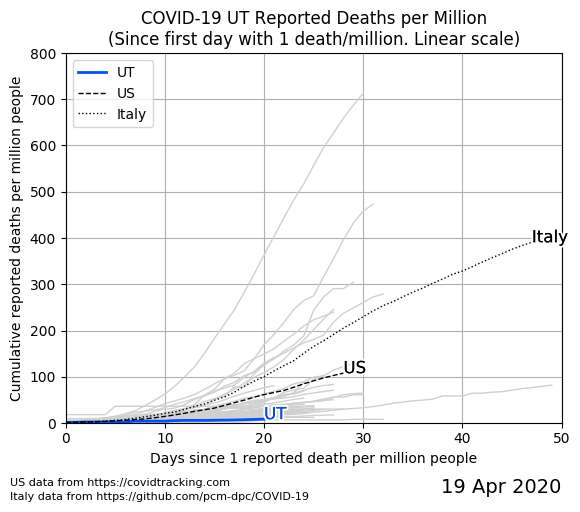 COVID-19 UT Reported Deaths per Million
(Since first day with 1 death/million. Linear scale)
Cumulative reported deaths per million people
800
700
600
500
400
300
200
100
0
UT
US
Italy
Italy
US
UT
0 10 20 30 40 50
Days since 1 reported death per million people
US data from https://covidtracking.com
Italy data from https://github.com/pcm-dpc/COVID-19
19 Apr 2020